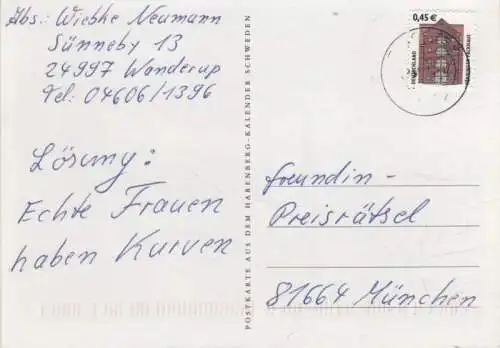 Abs.: Wiebke Neumann
Sünneby 13
24997 Wanderup
Tel: 04606/1396
Lösung:
Echte Frauen
haben Kurven
POSTKARTE AUS DEM HARENBERG-KALENDER SCHWEDEN
0,45 €
DEUTSCHLAND
freundin-
Preisrätsel
81664 München